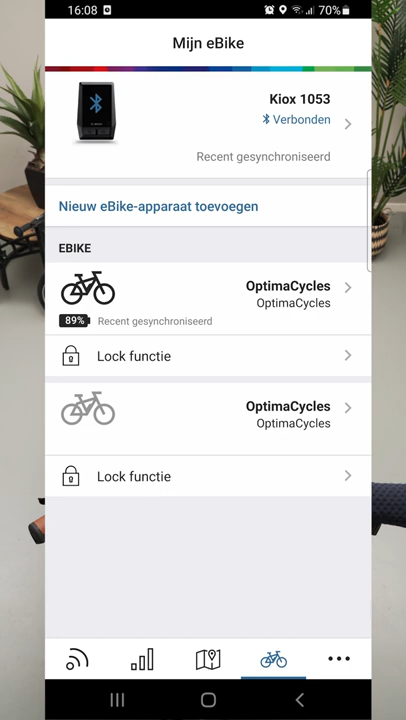 16:08
70%
Mijn eBike
Kiox 1053
Verbonden
Recent gesynchroniseerd
Nieuw eBike-apparaat toevoegen
EBIKE
OptimaCycles
OptimaCycles
89% Recent gesynchroniseerd
Lock functie
OptimaCycles
OptimaCycles
Lock functie